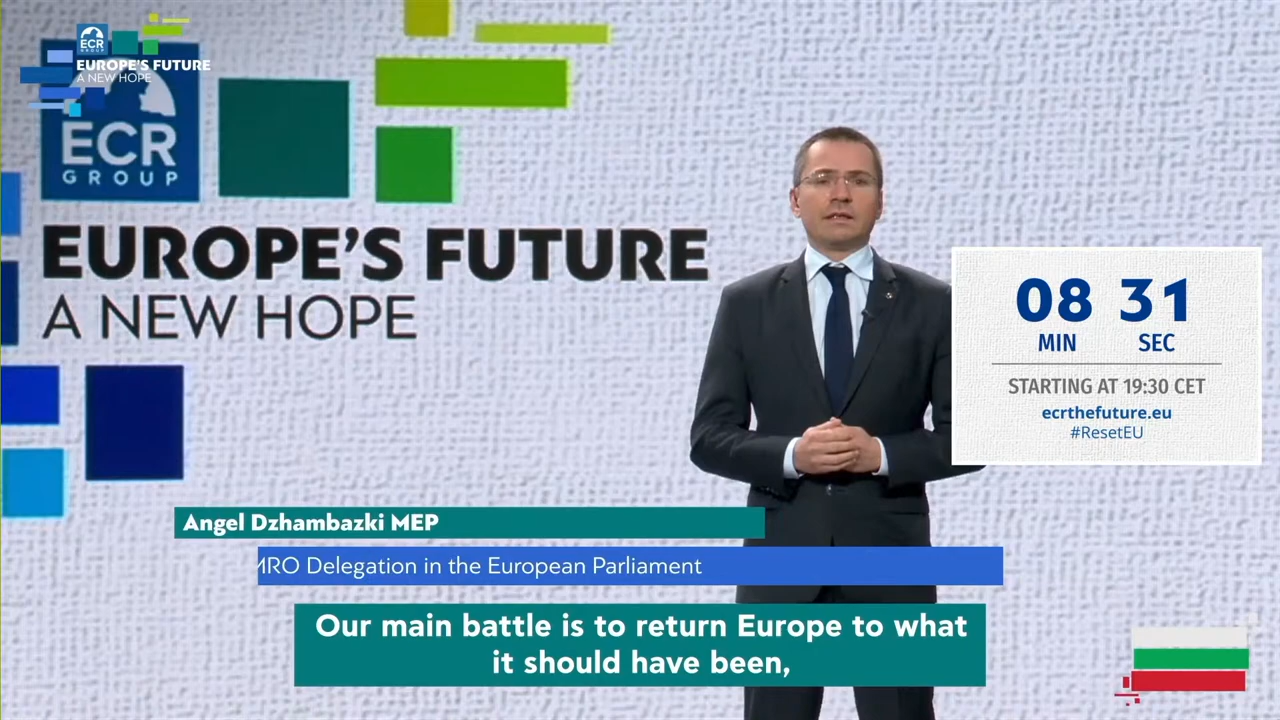 ECR
GROUP
EUROPE'S FUTURE
A NEW HOPE
ECR
GROUP
EUROPE'S FUTURE
A NEW HOPE
08 31
MIN SEC
STARTING AT 19:30 CET
ecrthefuture.eu
#ResetEU
Angel Dzhambazki MEP
Delegation in the European Parliament
Our main battle is to return Europe to what
it should have been,